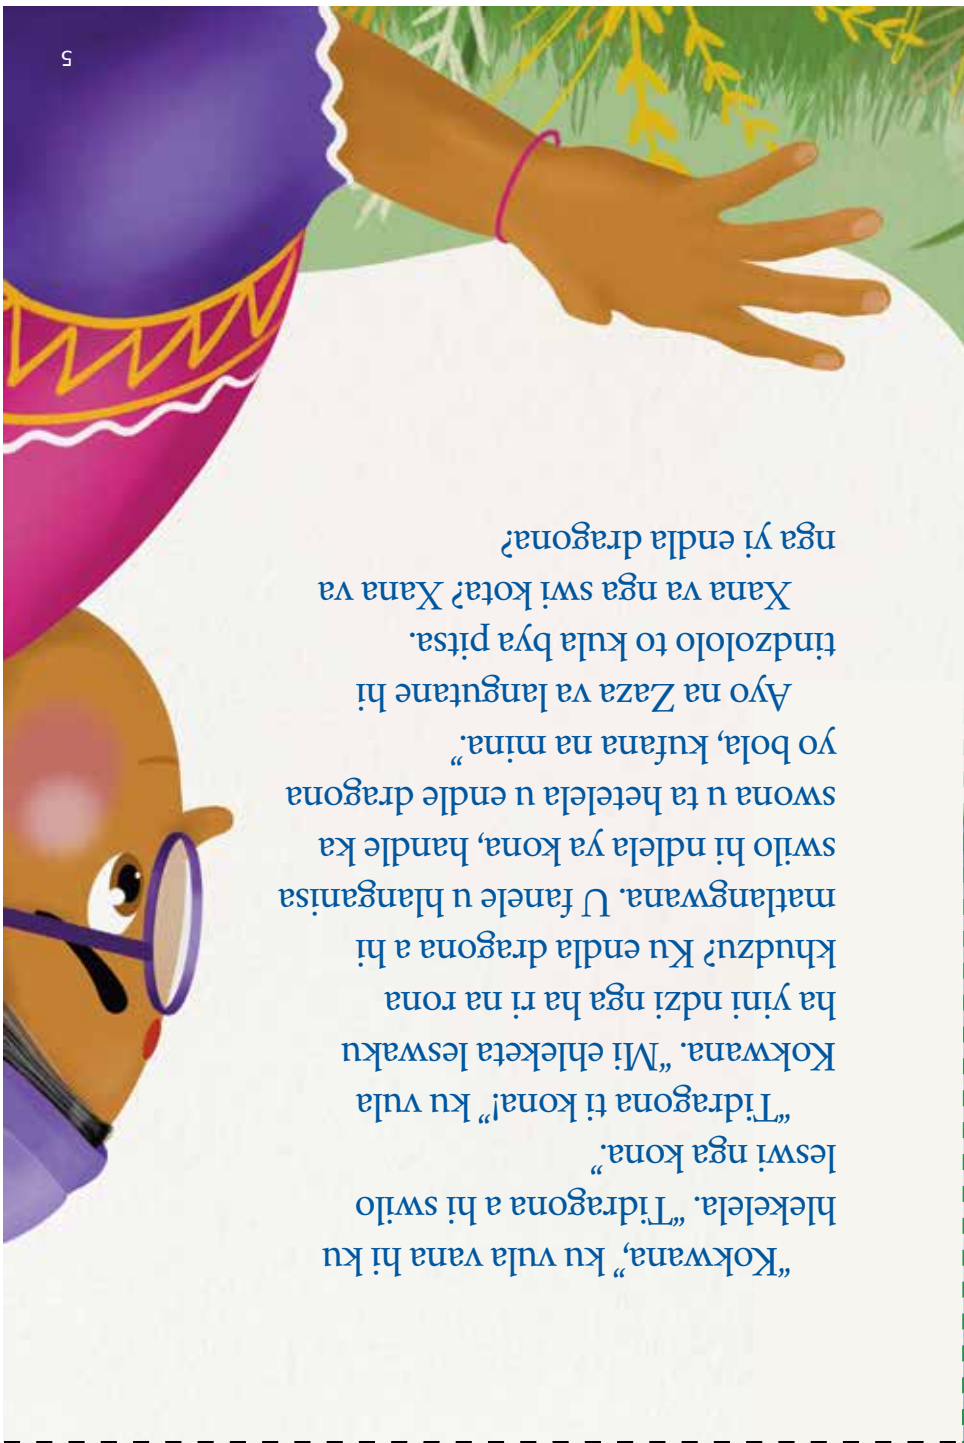 “Kokwana,” ku vula vana hi ku
hlekelela. “Tidragona a hi swilo
leswi nga kona.”
“Tidragona ti kona!” ku vula
Kokwana. “Mi ehleketa leswaku
ha yini ndzi nga ha ri na rona
khudzu? Ku endla dragona a hi
matlangwana. U fanele u hlanganisa
swilo hi ndlela ya kona, handle ka
swona u ta hetelela u endle dragona
yo bola, kufana na mina.”
Ayo na Zaza va langutane hi
tindzololo to kula bya pitsa.
Xana va nga swi kota? Xana va
nga yi endla dragona?
5